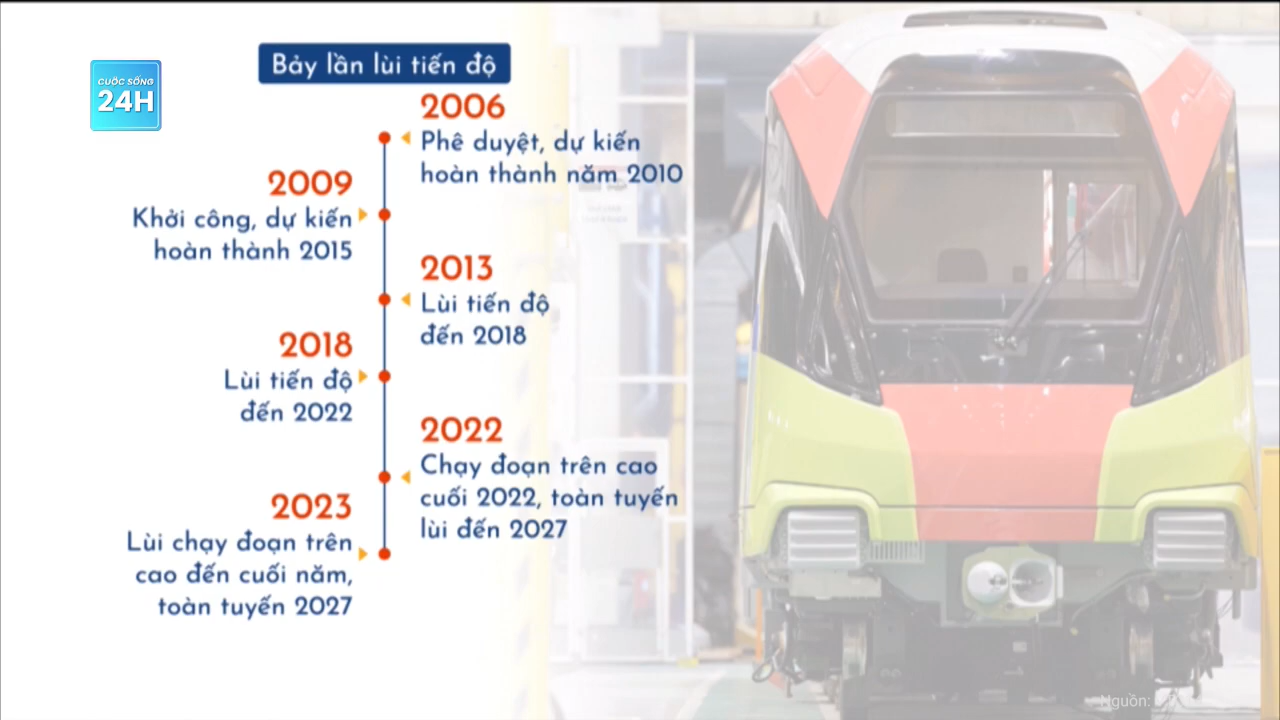 CUỘC SỐNG
24H
Bảy lần lùi tiến độ
2006
Phê duyệt, dự kiến
hoàn thành năm 2010
2009
Khởi công, dự kiến
hoàn thành 2015
2013
Lùi tiến độ
đến 2018
2018
Lùi tiến độ
đến 2022
2022
Chạy đoạn trên cao
cuối 2022, toàn tuyến
lùi đến 2027
2023
Lùi chạy đoạn trên
cao đến cuối năm,
toàn tuyến 2027
Nguồn: